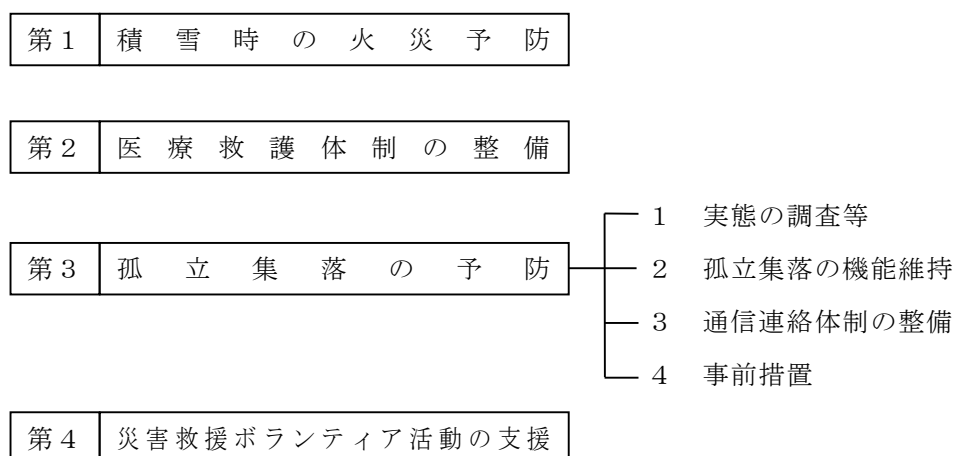 第１ 積雪時の火災予防
第２ 医療救護体制の整備
第３ 孤立集落の予防
１ 実態の調査等
２ 孤立集落の機能維持
３ 通信連絡体制の整備
４ 事前措置
第４ 災害救援ボランティア活動の支援